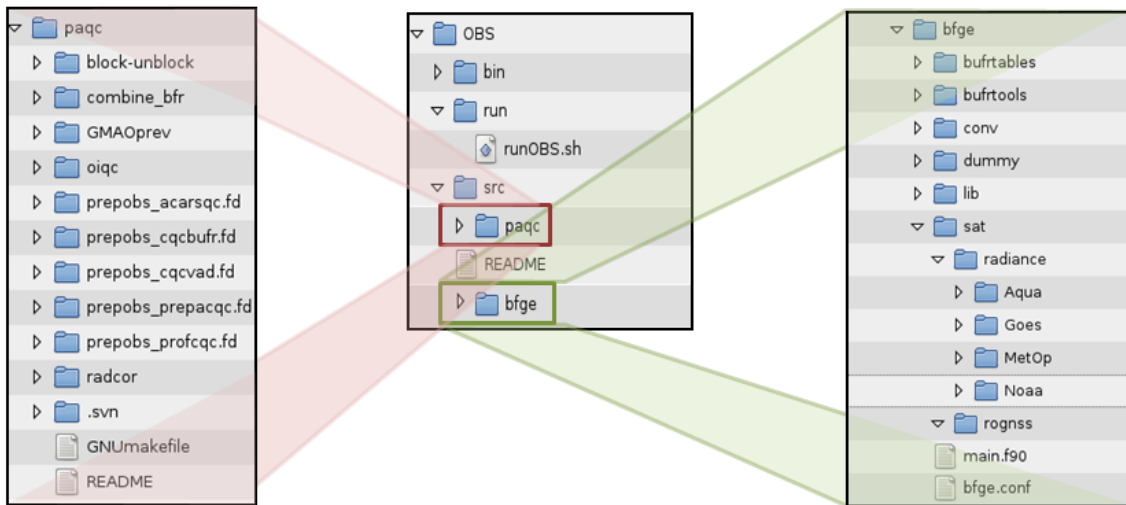 paqc
block-unblock
combine_bfr
GMAOprev
oiqc
prepobs_acarsqc.fd
prepobs_cqcbufr.fd
prepobs_cqcvad.fd
prepobs_prepacqc.fd
prepobs_profcqc.fd
radcor
.svn
GNUmakefile
README
OBS
bin
run
runOBS.sh
src
paqc
README
bfge
bfge
bufrtables
bufrtools
conv
dummy
lib
sat
radiance
Aqua
Goes
MetOp
Noaa
rognss
main.f90
bfge.conf